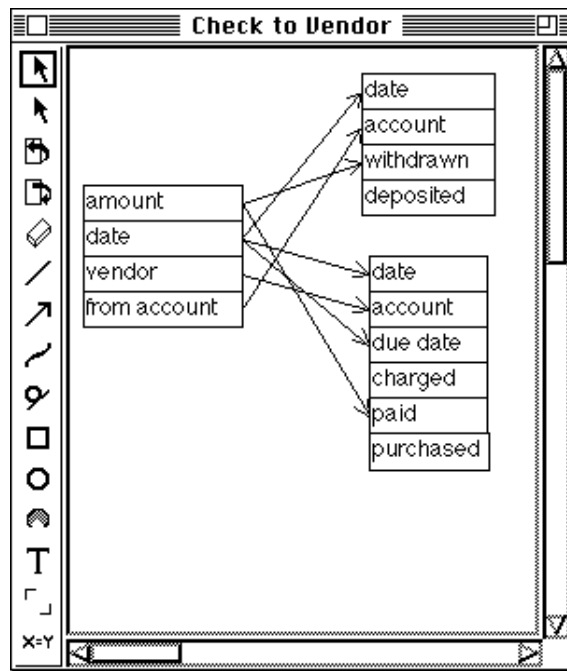 Check to Vendor
amount
date
vendor
from account
date
account
withdrawn
deposited
date
account
due date
charged
paid
purchased
T
X=Y